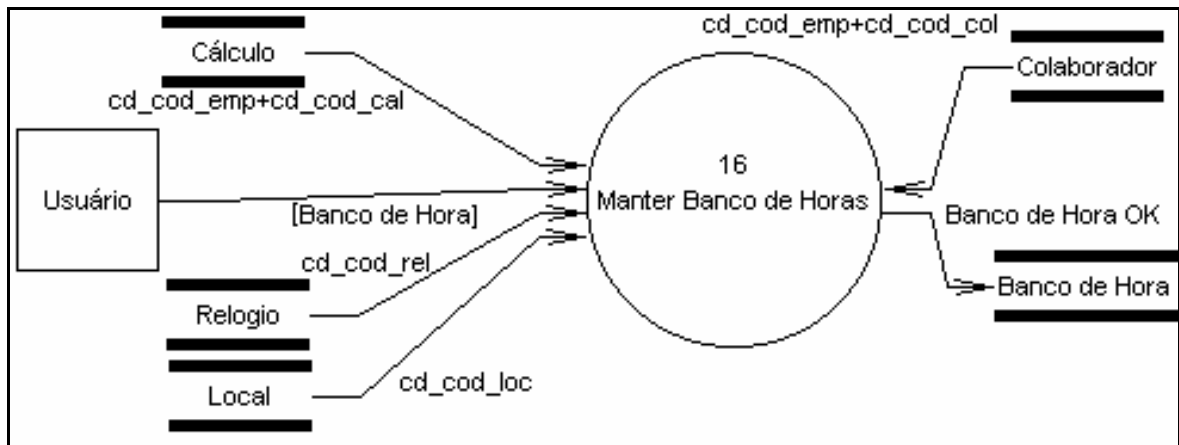 cd_cod_emp+cd_cod_col
Cálculo
Colaborador
cd_cod_emp+cd_cod_cal
16
Usuário
Manter Banco de Horas
[Banco de Hora]
Banco de Hora OK
cd_cod_rel
Banco de Hora
Relogio
cd_cod_loc
Local